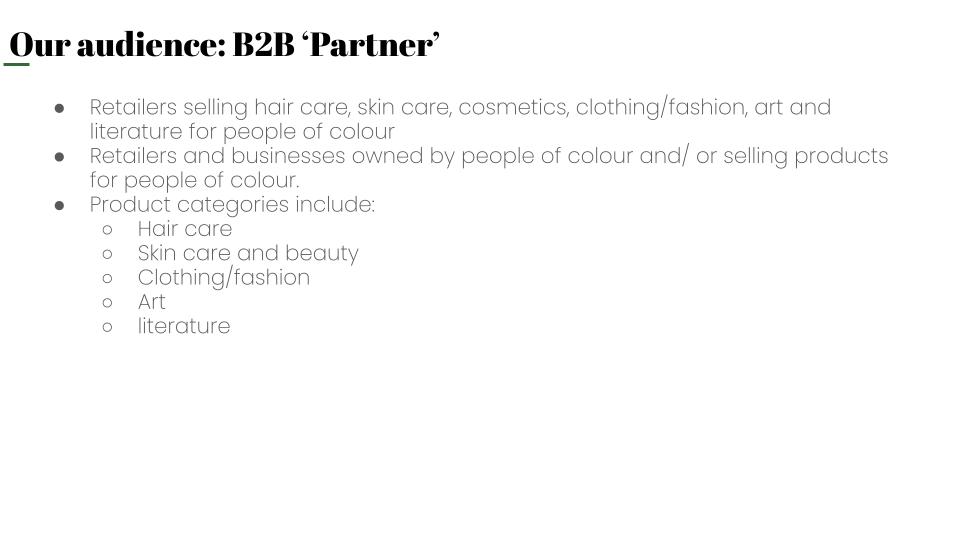 Our audience: B2B ‘Partner’
● Retailers selling hair care, skin care, cosmetics, clothing/fashion, art and
literature for people of colour
● Retailers and businesses owned by people of colour and/ or selling products
for people of colour.
● Product categories include:
○ Hair care
○ Skin care and beauty
○ Clothing/fashion
○ Art
○ literature